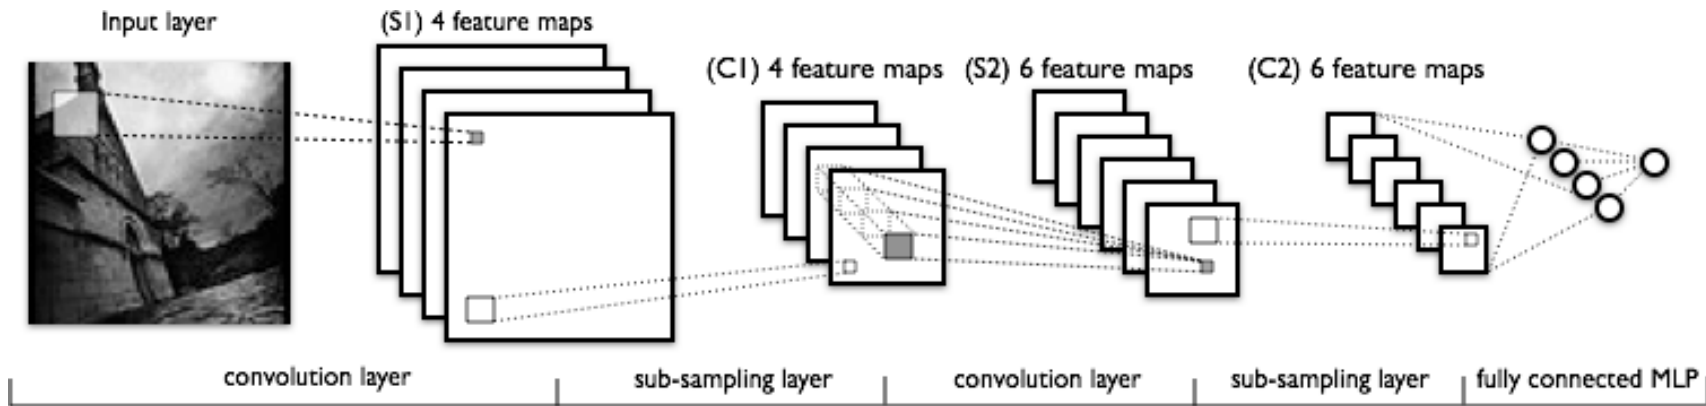 Input layer
(S1) 4 feature maps
(C1) 4 feature maps
(S2) 6 feature maps
(C2) 6 feature maps
convolution layer
sub-sampling layer
convolution layer
sub-sampling layer
fully connected MLP